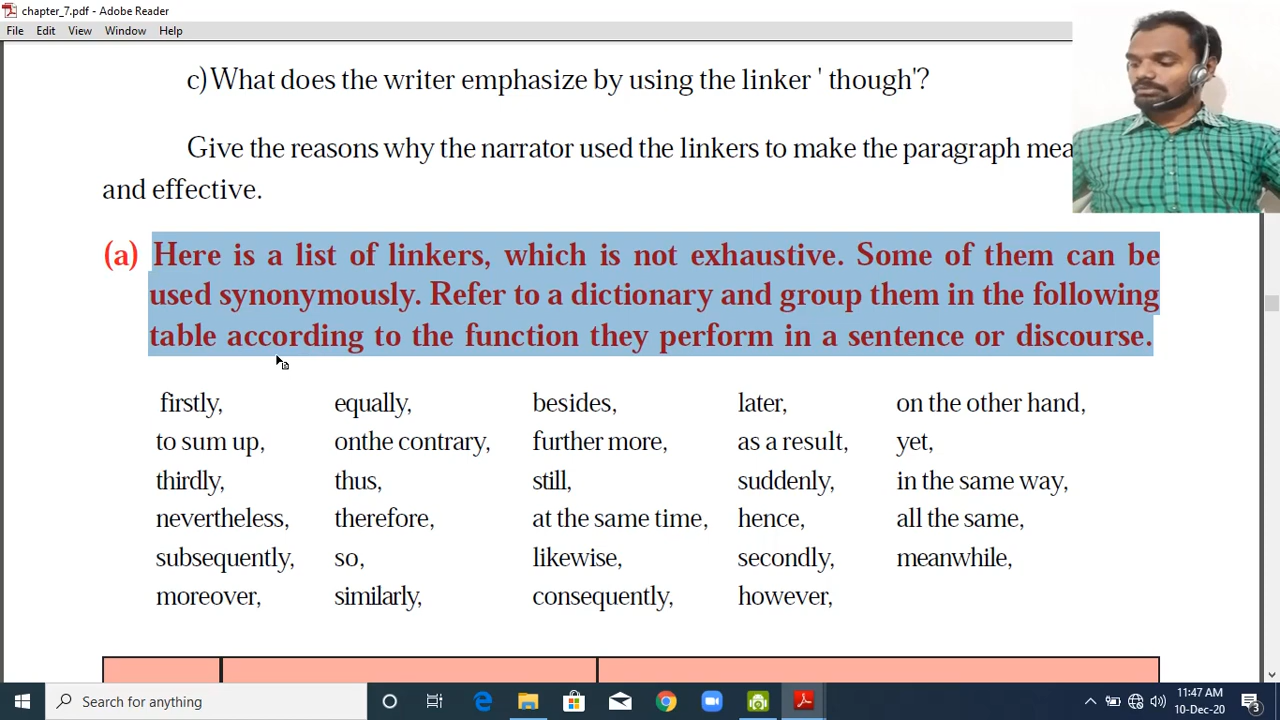 chapter_7.pdf - Adobe Reader
File Edit View Window Help
c)What does the writer emphasize by using the linker ' though'?
Give the reasons why the narrator used the linkers to make the paragraph
and effective.
(a) Here is a list of linkers, which is not exhaustive. Some of them can be
used synonymously. Refer to a dictionary and group them in the following
table according to the function they perform in a sentence or discourse.
firstly, equally, besides, later, on the other hand,
to sum up, onthe contrary, further more, as a result, yet,
thirdly, thus, still, suddenly, in the same way,
nevertheless, therefore, at the same time, hence, all the same,
subsequently, so, likewise, secondly, meanwhile,
moreover, similarly, consequently, however,
Search for anything
11:47 AM
10-Dec-20
3